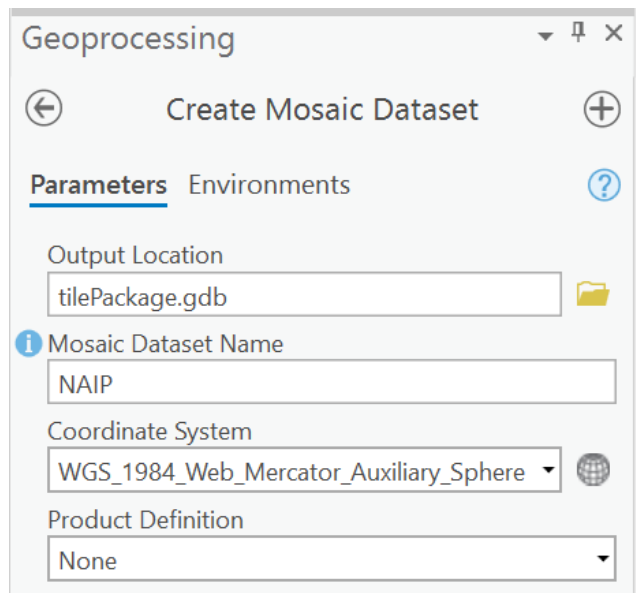 Geoprocessing
Create Mosaic Dataset
Parameters Environments
Output Location
tilePackage.gdb
Mosaic Dataset Name
NAIP
Coordinate System
WGS_1984_Web_Mercator_Auxiliary_Sphere
Product Definition
None